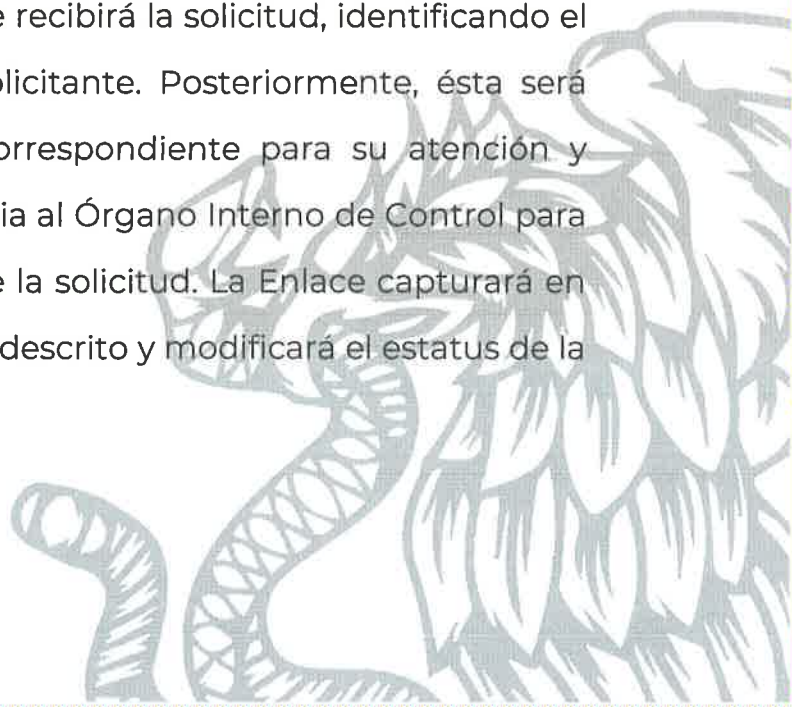 recibirá la solicitud, identificando el
licitante. Posteriormente, ésta será
orrespondiente para su atención y
ia al Órgano Interno de Control para
e la solicitud. La Enlace capturará en
descrito y modificará el estatus de la